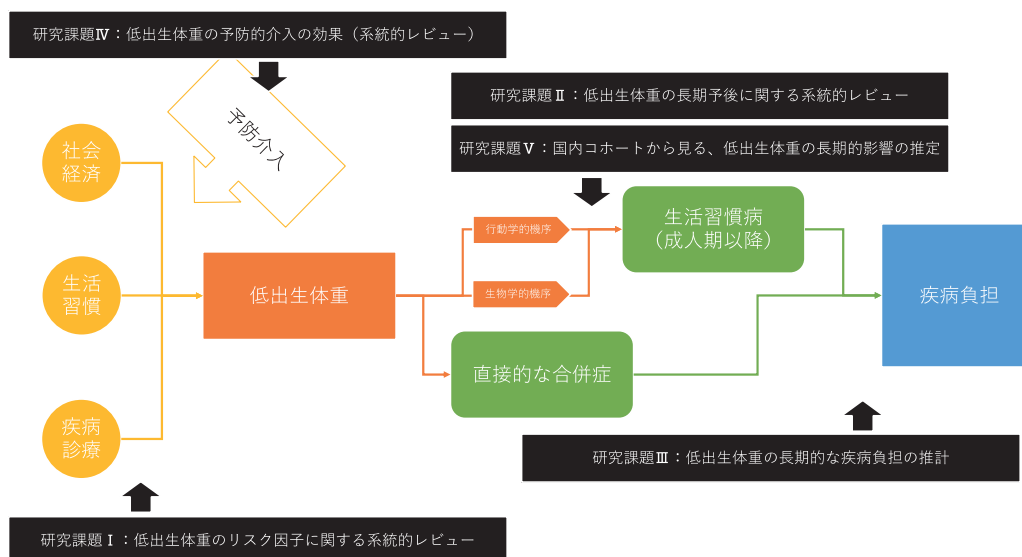 研究課題Ⅳ：低出生体重の予防的介入の効果（系統的レビュー）
予防介入
研究課題Ⅱ：低出生体重の長期予後に関する系統的レビュー
研究課題Ⅴ：国内コホートから見る、低出生体重の長期的影響の推定
社会
経済
生活
習慣
疾病
診療
低出生体重
行動学的機序
生物学的機序
生活習慣病
（成人期以降）
直接的な合併症
疾病負担
研究課題Ⅲ：低出生体重の長期的な疾病負担の推計
研究課題Ⅰ：低出生体重のリスク因子に関する系統的レビュー